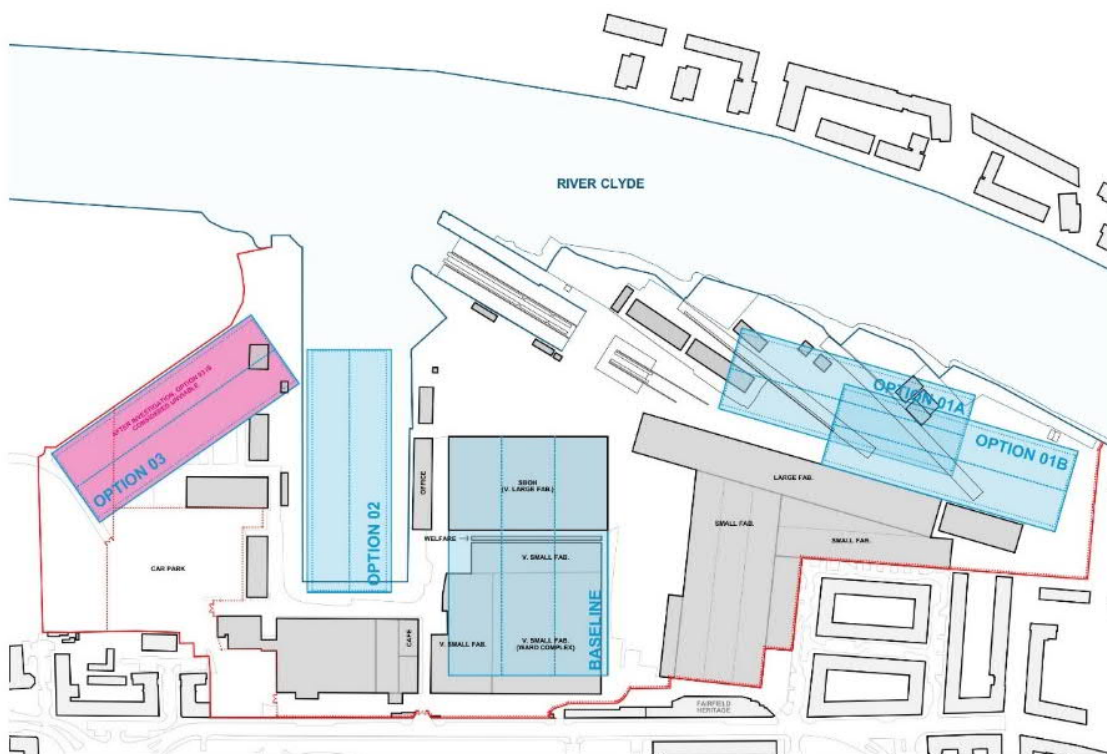 RIVER CLYDE
OPTION 01A
OPTION 01B
AFTER INVESTIGATION, OPTION 03 IS
CONSIDERED UNVIABLE
OPTION 03
OPTION 02
OFFICE
SBOH
(V. LARGE FAB.)
WELFARE
V. SMALL FAB.
LARGE FAB.
SMALL FAB.
SMALL FAB.
CAR PARK
CAFE
V. SMALL FAB.
V. SMALL FAB.
(WARD COMPLEX)
BASELINE
FAIRFIELD
HERITAGE